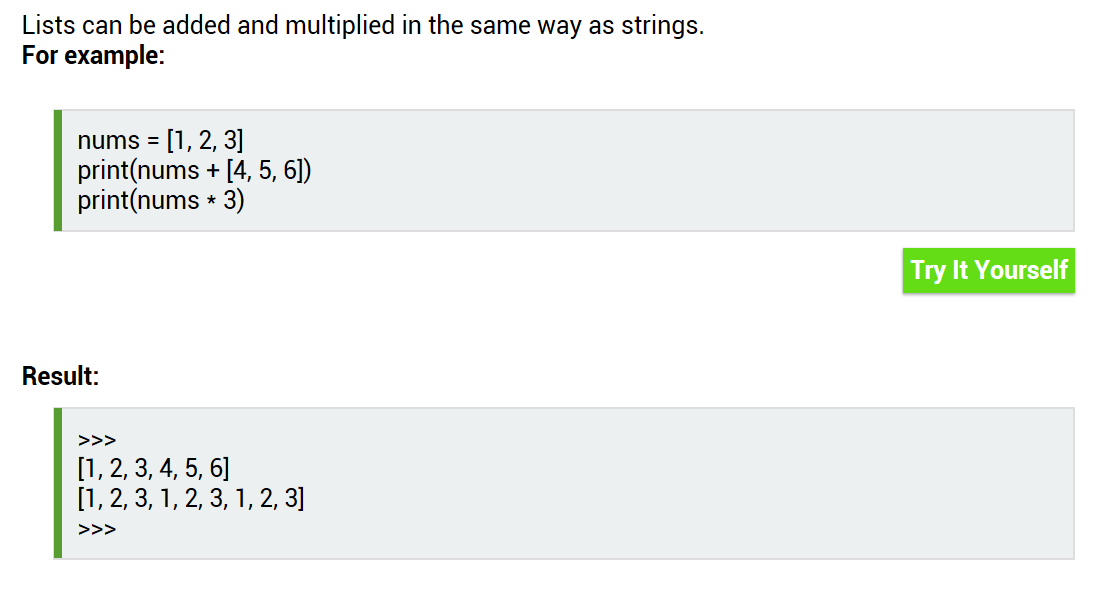 Lists can be added and multiplied in the same way as strings.
For example:
nums = [1, 2, 3]
print(nums + [4, 5, 6])
print(nums * 3)
Try It Yourself
Result:
>>>
[1, 2, 3, 4, 5, 6]
[1, 2, 3, 1, 2, 3, 1, 2, 3]
>>>